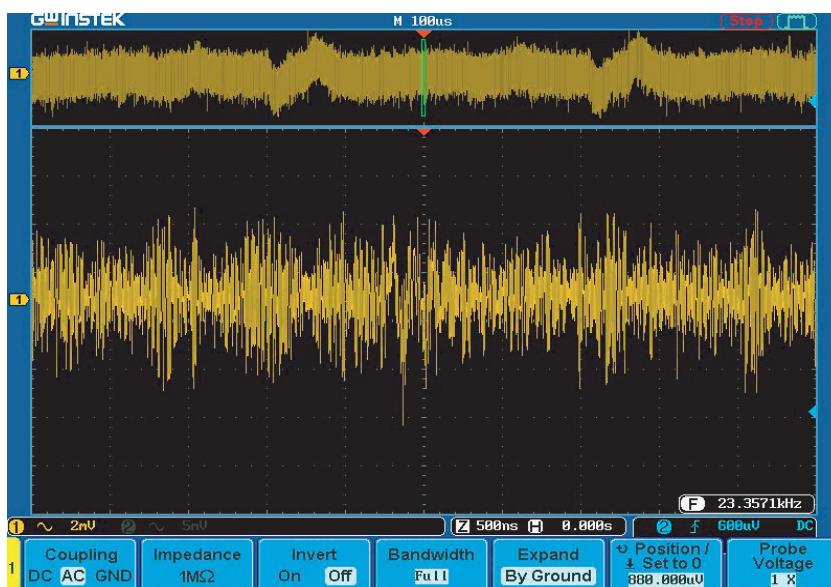 GWINSTEK M 100us Stop
1
1
F 23.3571kHz
1 2mV 2 5mV Z 500ns H 0.000s 2 600uV DC
1
Coupling
DC AC GND
Impedance
1MΩ
Invert
On Off
Bandwidth
Full
Expand
By Ground
Position /
Set to 0
880.000uV
Probe
Voltage
1 X